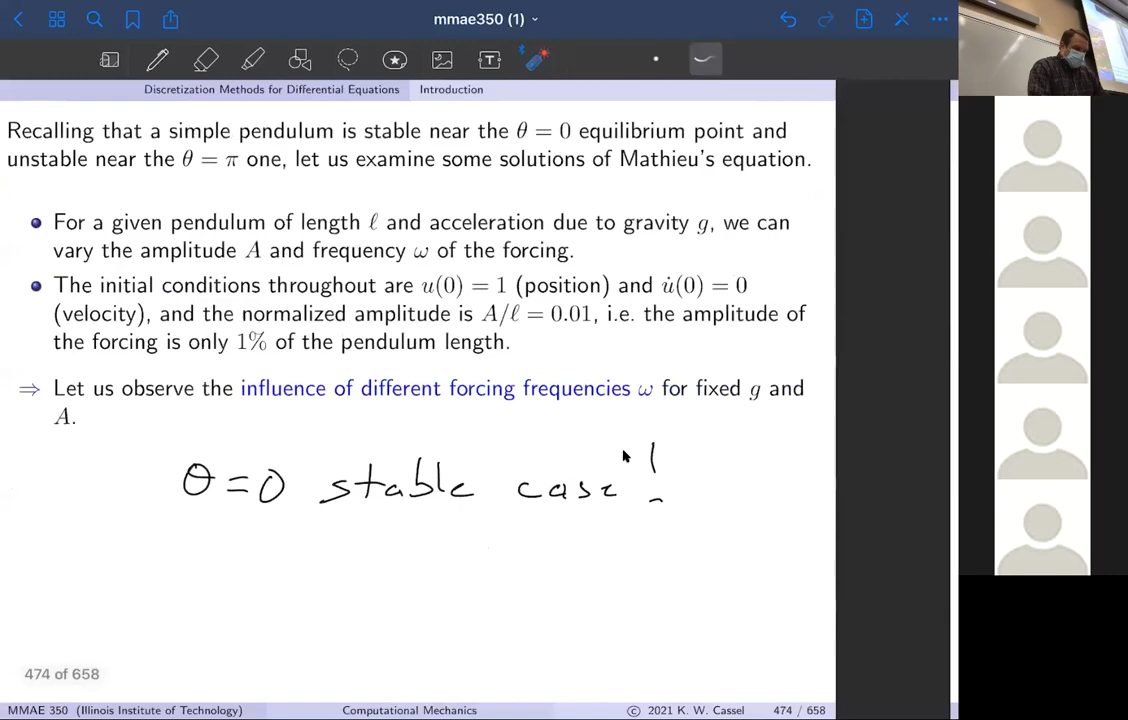 mmae350 (1)
Discretization Methods for Differential Equations Introduction
Recalling that a simple pendulum is stable near the θ = 0 equilibrium point and
unstable near the θ = π one, let us examine some solutions of Mathieu's equation.
For a given pendulum of length ℓ and acceleration due to gravity g, we can
vary the amplitude A and frequency ω of the forcing.
The initial conditions throughout are u(0) = 1 (position) and u̇(0) = 0
(velocity), and the normalized amplitude is A/ℓ = 0.01, i.e. the amplitude of
the forcing is only 1% of the pendulum length.
⇒ Let us observe the influence of different forcing frequencies ω for fixed g and
A.
θ=0 stable case!
474 of 658
MMAE 350 (Illinois Institute of Technology) Computational Mechanics © 2021 K. W. Cassel 474 / 658